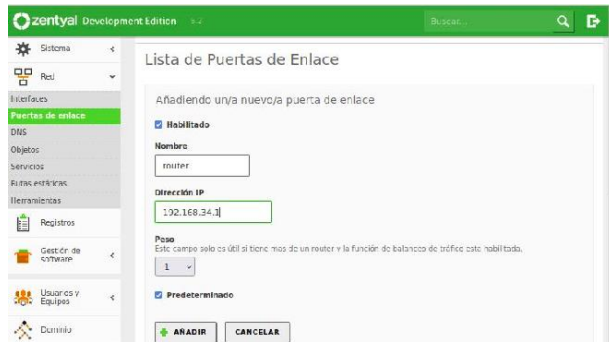 zentyal Development Edition
Buscar...
Sistema
Red
Interfaces
Puertas de enlace
DNS
Objetos
Servicios
Rutas estáticas
Herramientas
Registros
Gestión de software
Usuarios y Equipos
Dominio
Lista de Puertas de Enlace
Añadiendo un/a nuevo/a puerta de enlace
Habilitado
Nombre
router
Dirección IP
192.168.34.1
Peso
Este campo solo es útil si tiene mas de un router y la función de balanceo de tráfico esta habilitada.
1
Predeterminado
AÑADIR
CANCELAR